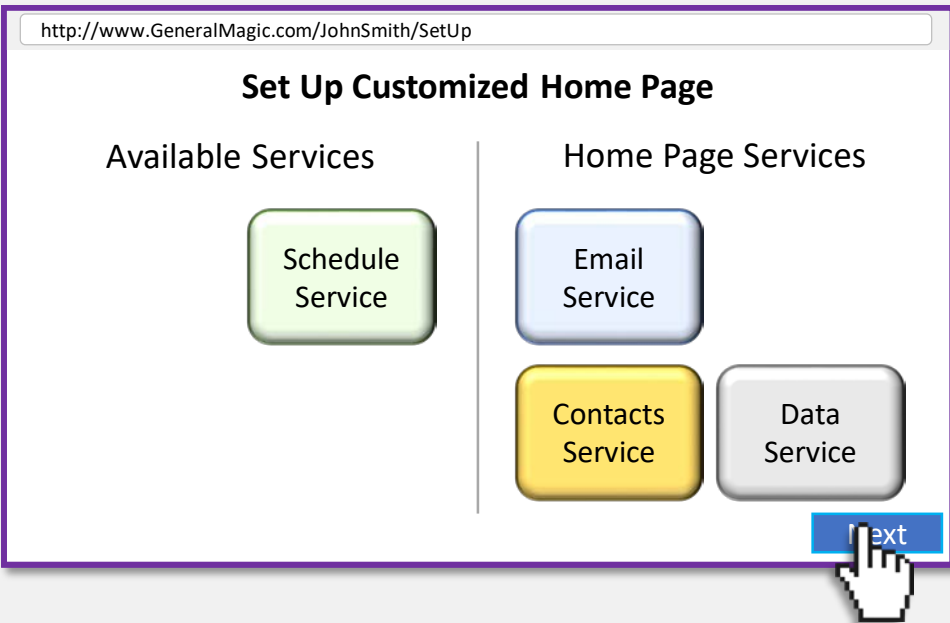 http://www.GeneralMagic.com/JohnSmith/SetUp
Set Up Customized Home Page
Available Services
Home Page Services
Schedule
Service
Email
Service
Contacts
Service
Data
Service
Next